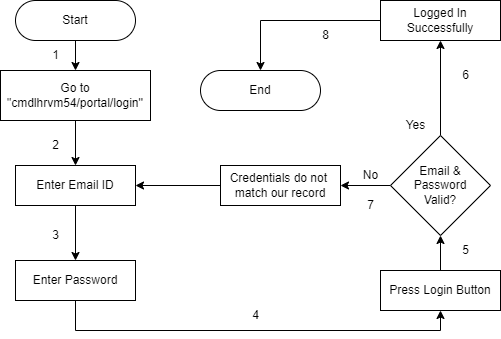 Start
1
Go to
"cmdlhrvm54/portal/login"
2
Enter Email ID
3
Enter Password
4
Press Login Button
5
Email &
Password
Valid?
No
7
Credentials do not
match our record
Yes
6
Logged In
Successfully
8
End